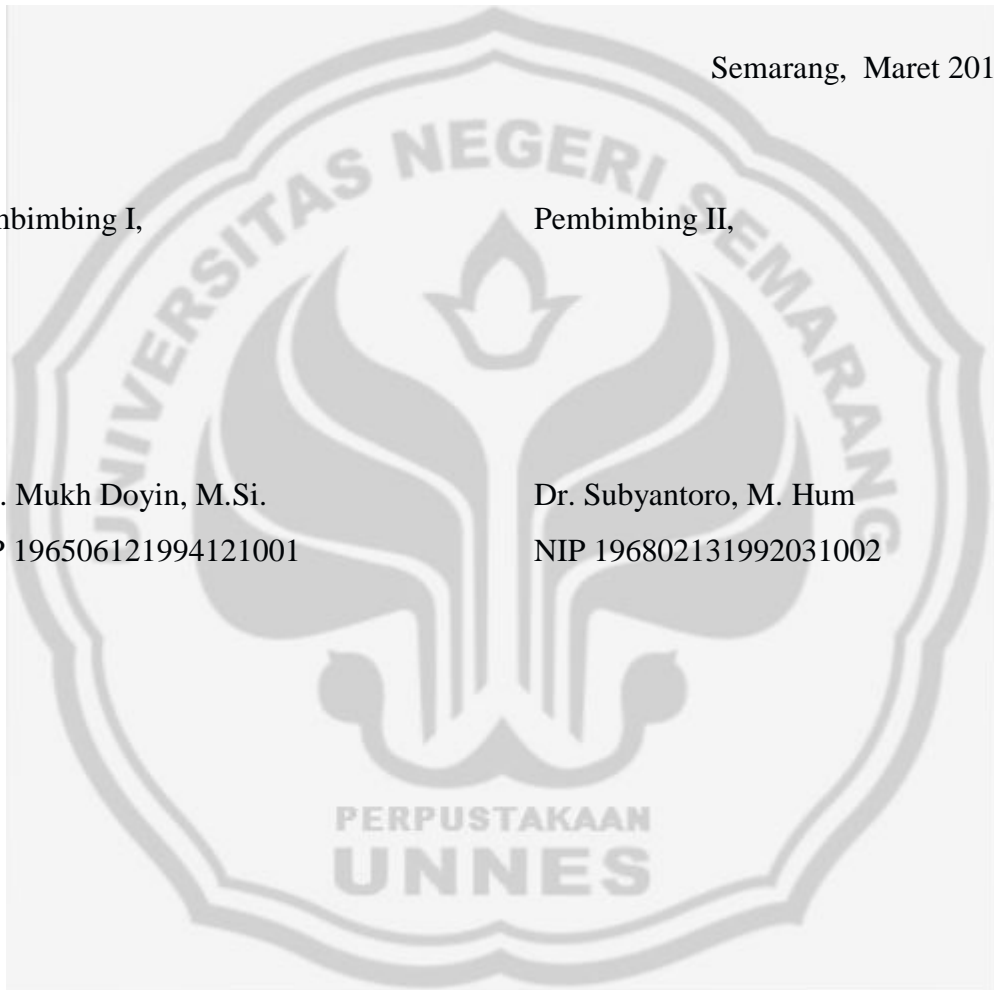 Semarang, Maret 201
UNIVERSITAS NEGERI SEMARANG
mbimbing I, Pembimbing II,
. Mukh Doyin, M.Si. Dr. Subyantoro, M. Hum
P 196506121994121001 NIP 196802131992031002
PERPUSTAKAAN
UNNES